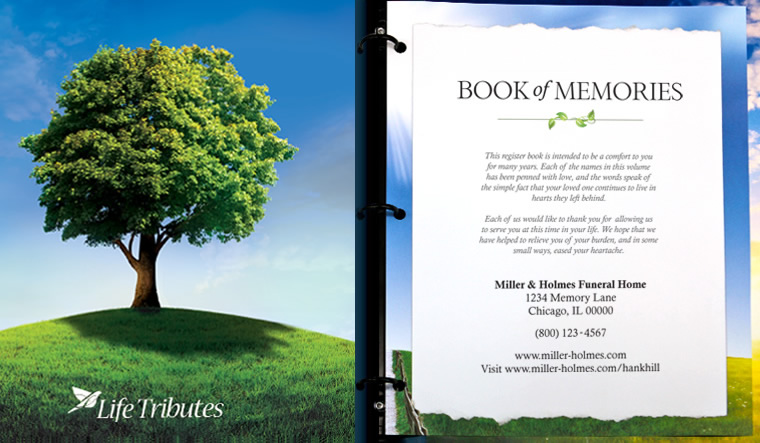 Life Tributes
BOOK of MEMORIES
This register book is intended to be a comfort to you
for many years. Each of the names in this volume
has been penned with love, and the words speak of
the simple fact that your loved one continues to live in
hearts they left behind.
Each of us would like to thank you for allowing us
to serve you at this time in your life. We hope that we
have helped to relieve you of your burden, and in some
small ways, eased your heartache.
Miller & Holmes Funeral Home
1234 Memory Lane
Chicago, IL 00000
(800) 123-4567
www.miller-holmes.com
Visit www.miller-holmes.com/hankhill